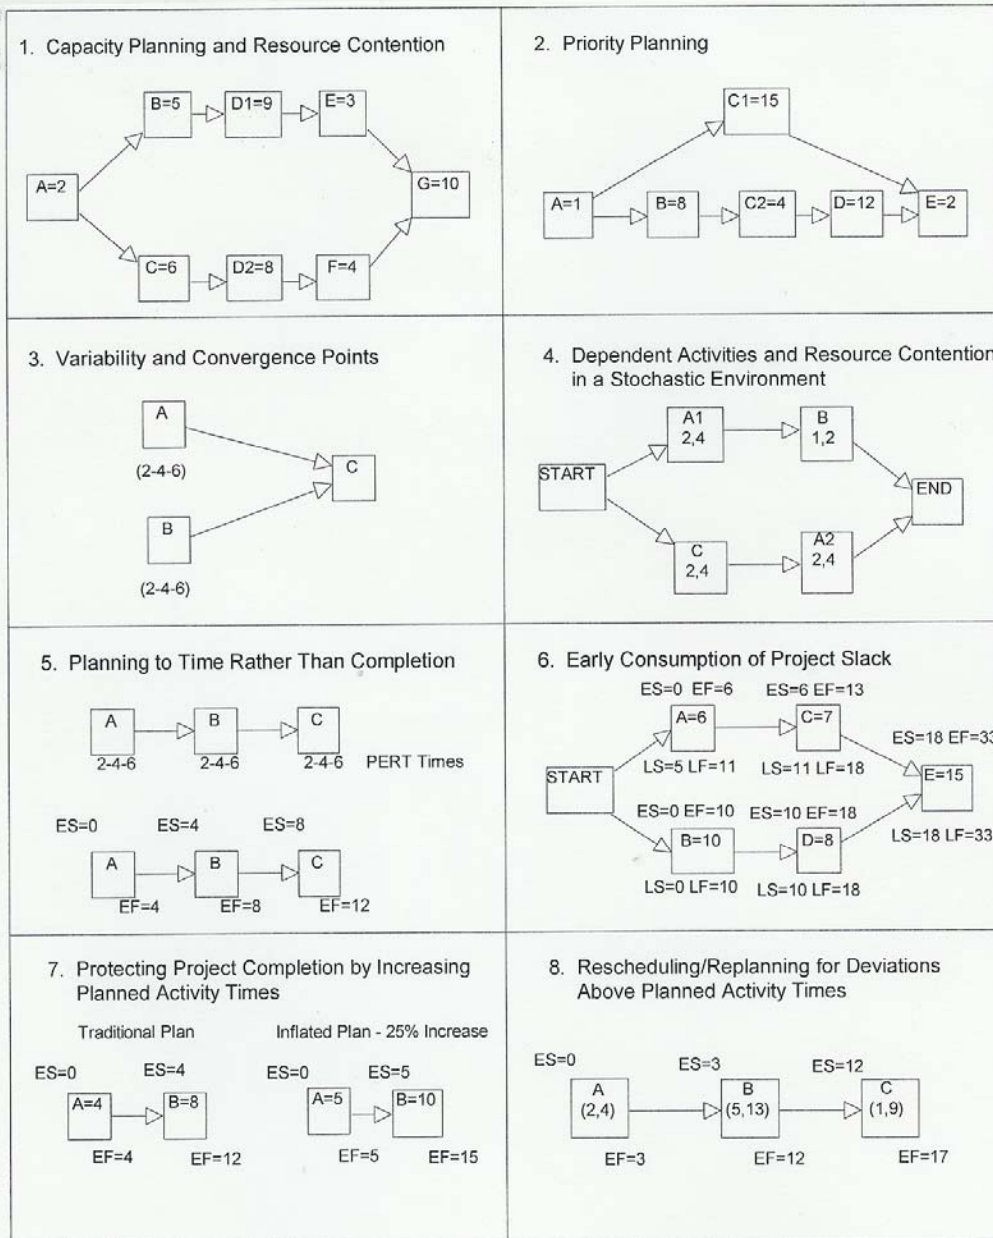 1. Capacity Planning and Resource Contention
B=5
D1=9
E=3
A=2
G=10
C=6
D2=8
F=4
2. Priority Planning
C1=15
A=1
B=8
C2=4
D=12
E=2
3. Variability and Convergence Points
A
(2-4-6)
C
B
(2-4-6)
4. Dependent Activities and Resource Contention
in a Stochastic Environment
A1
2,4
B
1,2
START
END
C
2,4
A2
2,4
5. Planning to Time Rather Than Completion
A
B
C
2-4-6
2-4-6
2-4-6
PERT Times
ES=0
ES=4
ES=8
A
B
C
EF=4
EF=8
EF=12
6. Early Consumption of Project Slack
ES=0 EF=6
ES=6 EF=13
A=6
C=7
ES=18 EF=33
LS=5 LF=11
LS=11 LF=18
START
E=15
ES=0 EF=10
ES=10 EF=18
B=10
D=8
LS=18 LF=33
LS=0 LF=10
LS=10 LF=18
7. Protecting Project Completion by Increasing
Planned Activity Times
Traditional Plan
Inflated Plan - 25% Increase
ES=0
ES=4
ES=0
ES=5
A=4
B=8
A=5
B=10
EF=4
EF=12
EF=5
EF=15
8. Rescheduling/Replanning for Deviations
Above Planned Activity Times
ES=0
ES=3
ES=12
A
(2,4)
B
(5,13)
C
(1,9)
EF=3
EF=12
EF=17